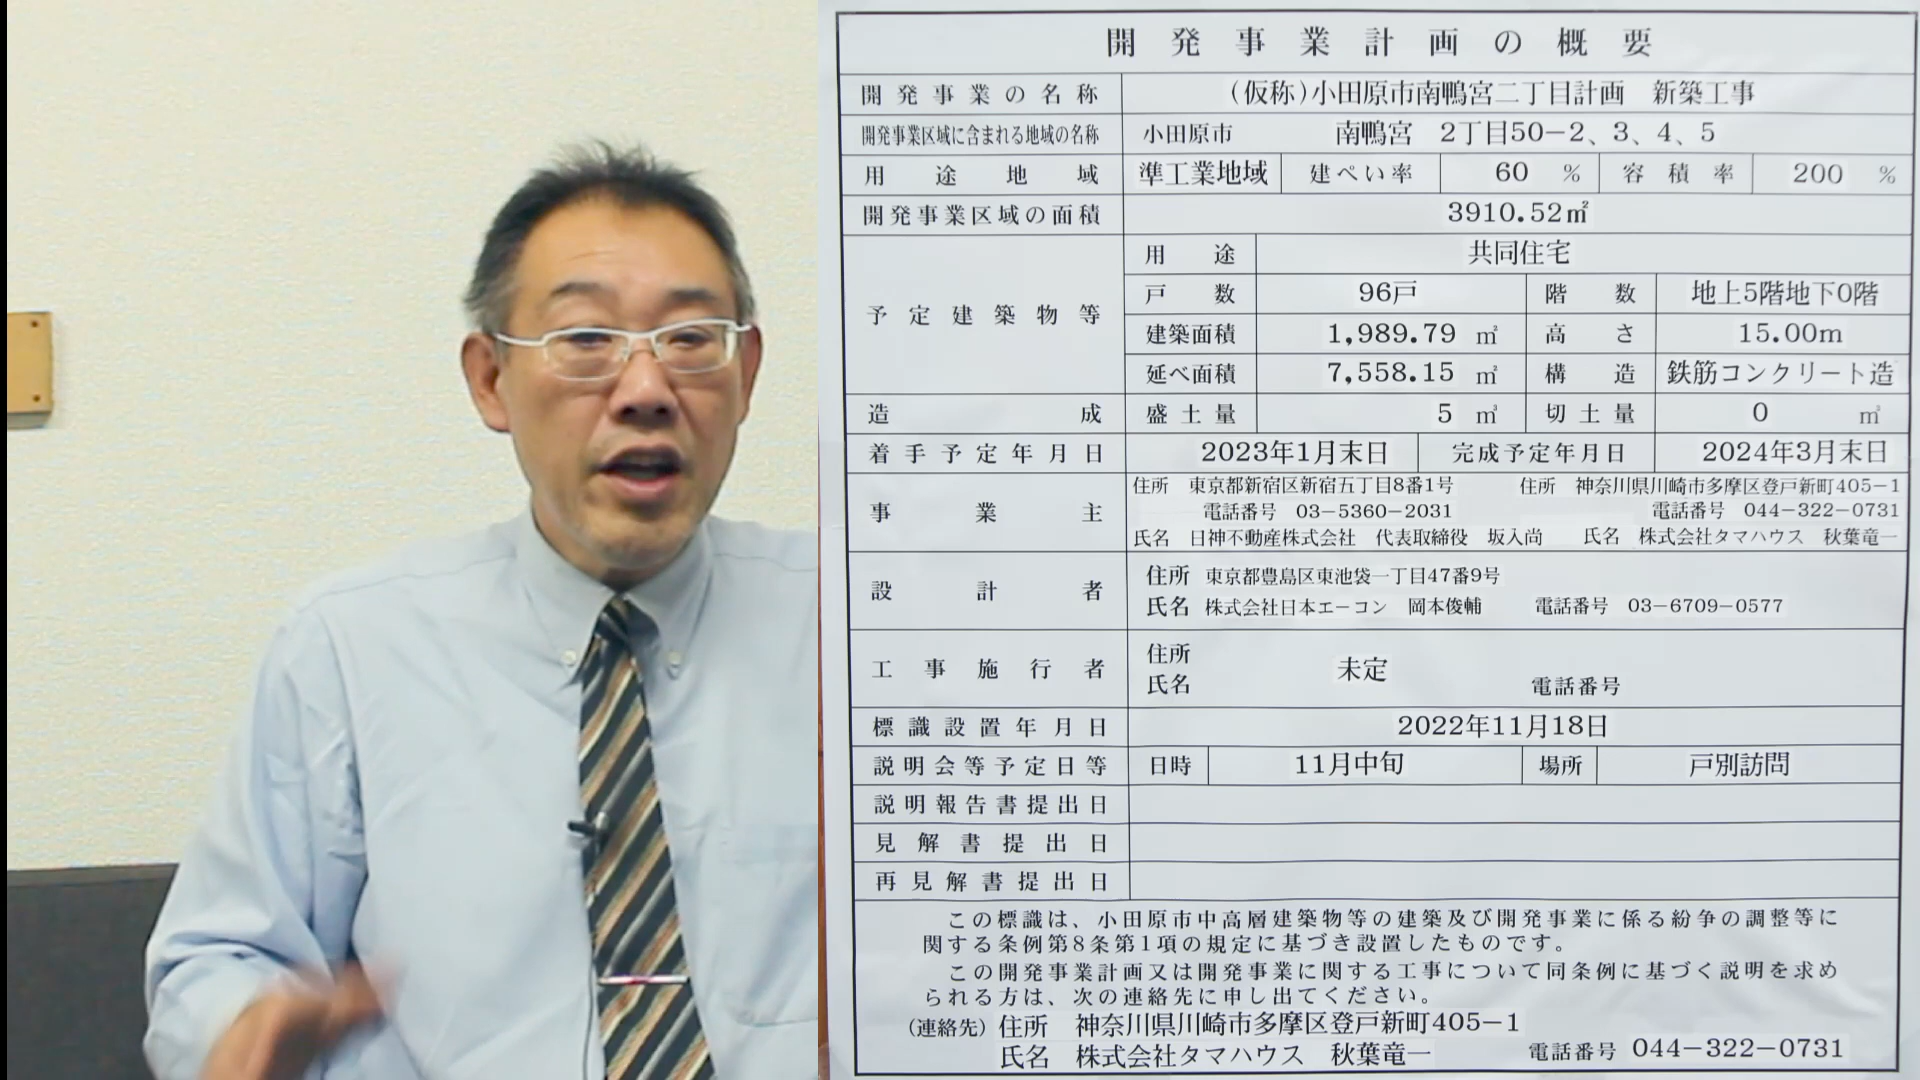 開発事業計画の概要
開発事業の名称 (仮称)小田原市南鴨宮二丁目計画 新築工事
開発事業区域に含まれる地域の名称 小田原市 南鴨宮 2丁目50−2、3、4、5
用途地域 準工業地域 建ぺい率 60 % 容積率 200 %
開発事業区域の面積 3910.52㎡
予定建築物等 用途 共同住宅
戸数 96戸 階数 地上5階地下0階
建築面積 1,989.79 ㎡ 高さ 15.00m
延べ面積 7,558.15 ㎡ 構造 鉄筋コンクリート造
造成 盛土量 5 ㎥ 切土量 0 ㎥
着手予定年月日 2023年1月末日 完成予定年月日 2024年3月末日
事業主 住所 東京都新宿区新宿五丁目8番1号 住所 神奈川県川崎市多摩区登戸新町405−1
電話番号 03−5360−2031 電話番号 044−322−0731
氏名 日神不動産株式会社 代表取締役 坂入尚 氏名 株式会社タマハウス 秋葉竜一
設計者 住所 東京都豊島区東池袋一丁目47番9号
氏名 株式会社日本エーコン 岡本俊輔 電話番号 03−6709−0577
工事施行者 住所 未定
氏名 電話番号
標識設置年月日 2022年11月18日
説明会等予定日等 日時 11月中旬 場所 戸別訪問
説明報告書提出日
見解書提出日
再見解書提出日
この標識は、小田原市中高層建築物等の建築及び開発事業に係る紛争の調整等に
関する条例第8条第1項の規定に基づき設置したものです。
この開発事業計画又は開発事業に関する工事について同条例に基づく説明を求め
られる方は、次の連絡先に申し出てください。
(連絡先) 住所 神奈川県川崎市多摩区登戸新町405−1
氏名 株式会社タマハウス 秋葉竜一 電話番号 044−322−0731